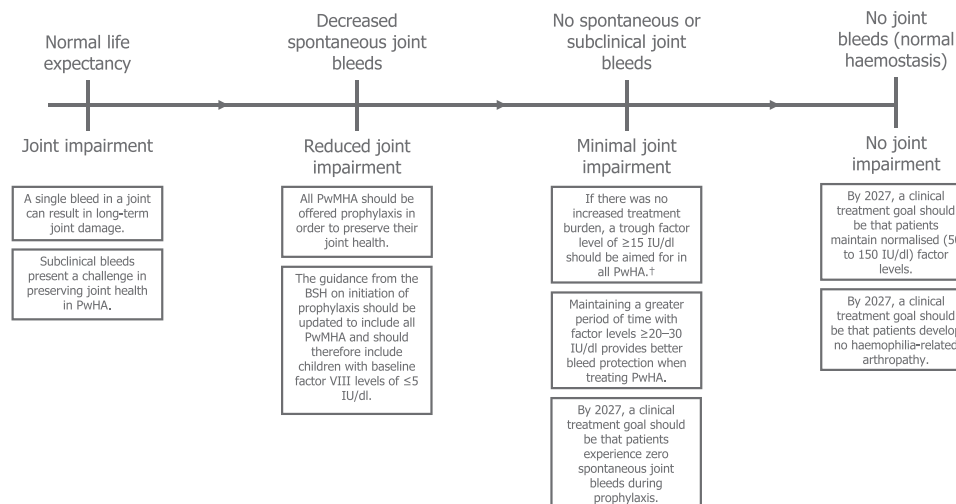 Normal life
expectancy
Joint impairment
A single bleed in a joint
can result in long-term
joint damage.
Subclinical bleeds
present a challenge in
preserving joint health
in PwHA.
Decreased
spontaneous joint
bleeds
Reduced joint
impairment
All PwMHA should be
offered prophylaxis in
order to preserve their
joint health.
The guidance from the
BSH on initiation of
prophylaxis should be
updated to include all
PwMHA and should
therefore include
children with baseline
factor VIII levels of ≤5
IU/dl.
No spontaneous or
subclinical joint
bleeds
Minimal joint
impairment
If there was no
increased treatment
burden, a trough factor
level of ≥15 IU/dl
should be aimed for in
all PwHA.†
Maintaining a greater
period of time with
factor levels ≥20–30
IU/dl provides better
bleed protection when
treating PwHA.
By 2027, a clinical
treatment goal should
be that patients
experience zero
spontaneous joint
bleeds during
prophylaxis.
No joint
bleeds (normal
haemostasis)
No joint
impairment
By 2027, a clinical
treatment goal should
be that patients
maintain normalised
to 150 IU/dl) factor
levels.
By 2027, a clinical
treatment goal should
be that patients develop
no haemophilia-related
arthropathy.